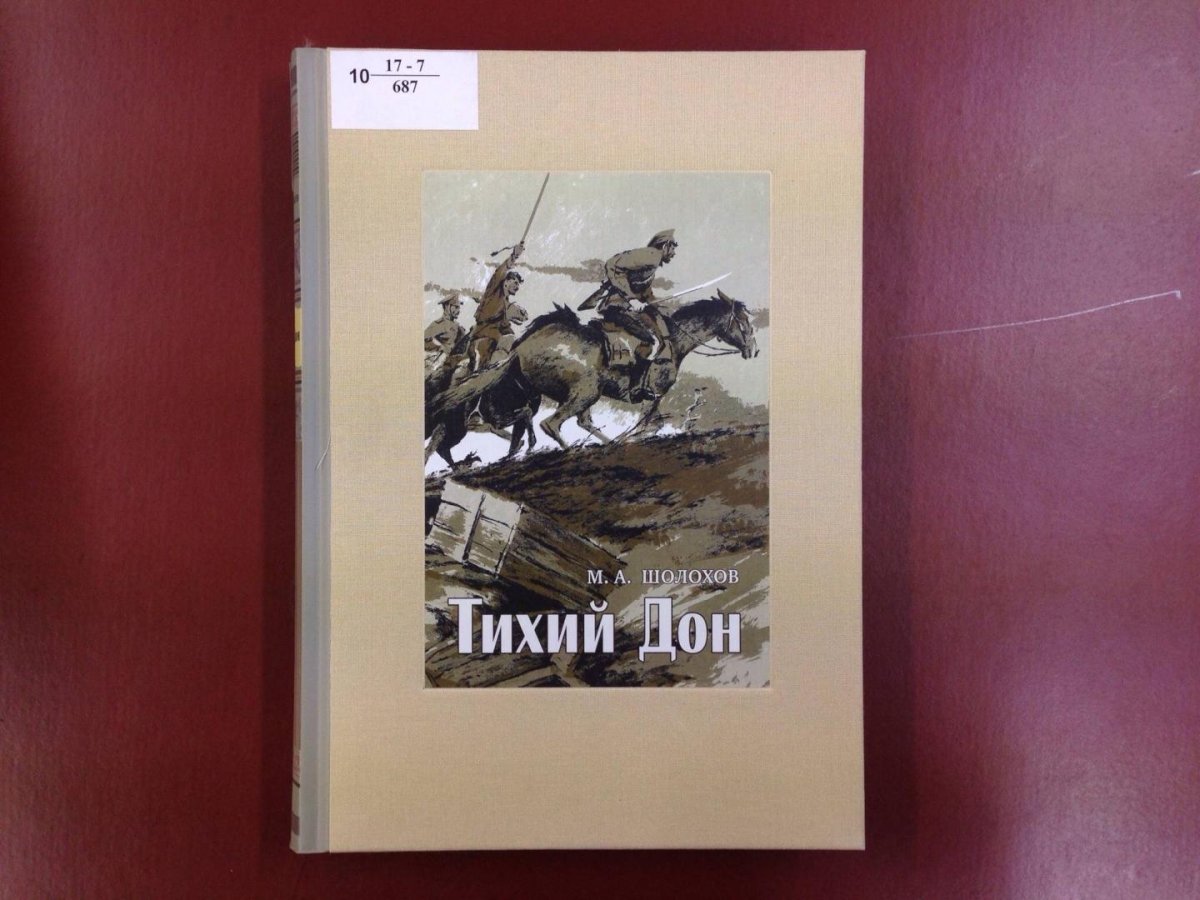 10 17 - 7
687
М. А. ШОЛОХОВ
ТИХИЙ ДОН